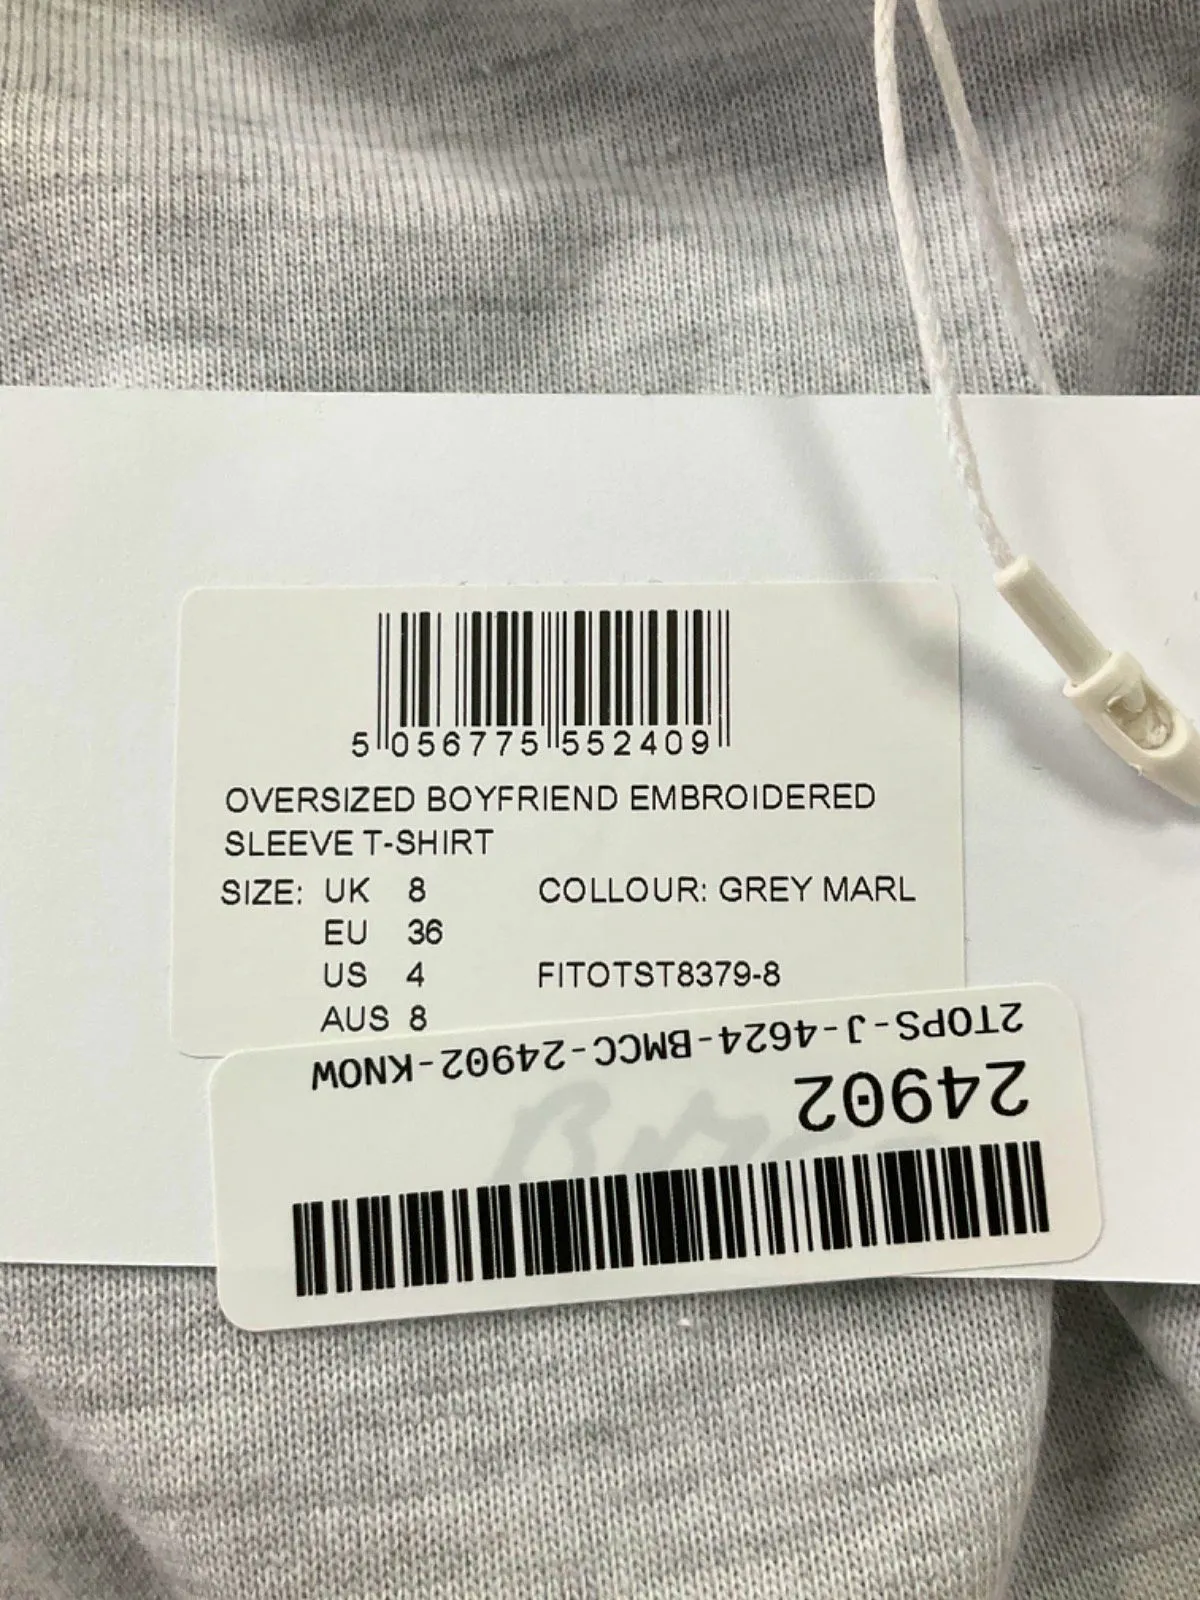 5 056775 552409
OVERSIZED BOYFRIEND EMBROIDERED
SLEEVE T-SHIRT
SIZE: UK 8 COLLOUR: GREY MARL
EU 36
US 4 FITOTST8379-8
AUS 8
2TOPS-J-4624-BMCC-24902-KNOW
24902